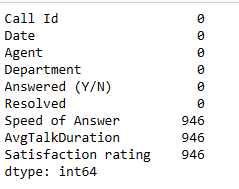 Call Id 0
Date 0
Agent 0
Department 0
Answered (Y/N) 0
Resolved 0
Speed of Answer 946
AvgTalkDuration 946
Satisfaction rating 946
dtype: int64